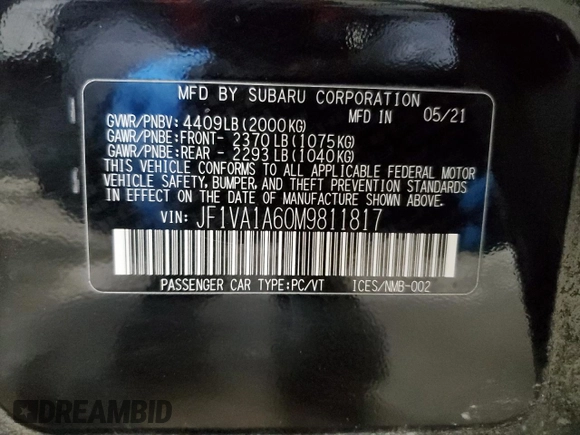 MFD BY SUBARU CORPORATION
MFD IN 05/21
GVWR/PNBV: 4409LB(2000KG)
GAWR/PNBE:FRONT- 2370LB(1075KG)
GAWR/PNBE:REAR - 2293LB(1040KG)
THIS VEHICLE CONFORMS TO ALL APPLICABLE FEDERAL MOTOR
VEHICLE SAFETY, BUMPER, AND THEFT PREVENTION STANDARDS
IN EFFECT ON THE DATE OF MANUFACTURE SHOWN ABOVE.
VIN: JF1VA1A60M9811817
PASSENGER CAR TYPE:PC/VT ICES/NMB-002
DREAMBID